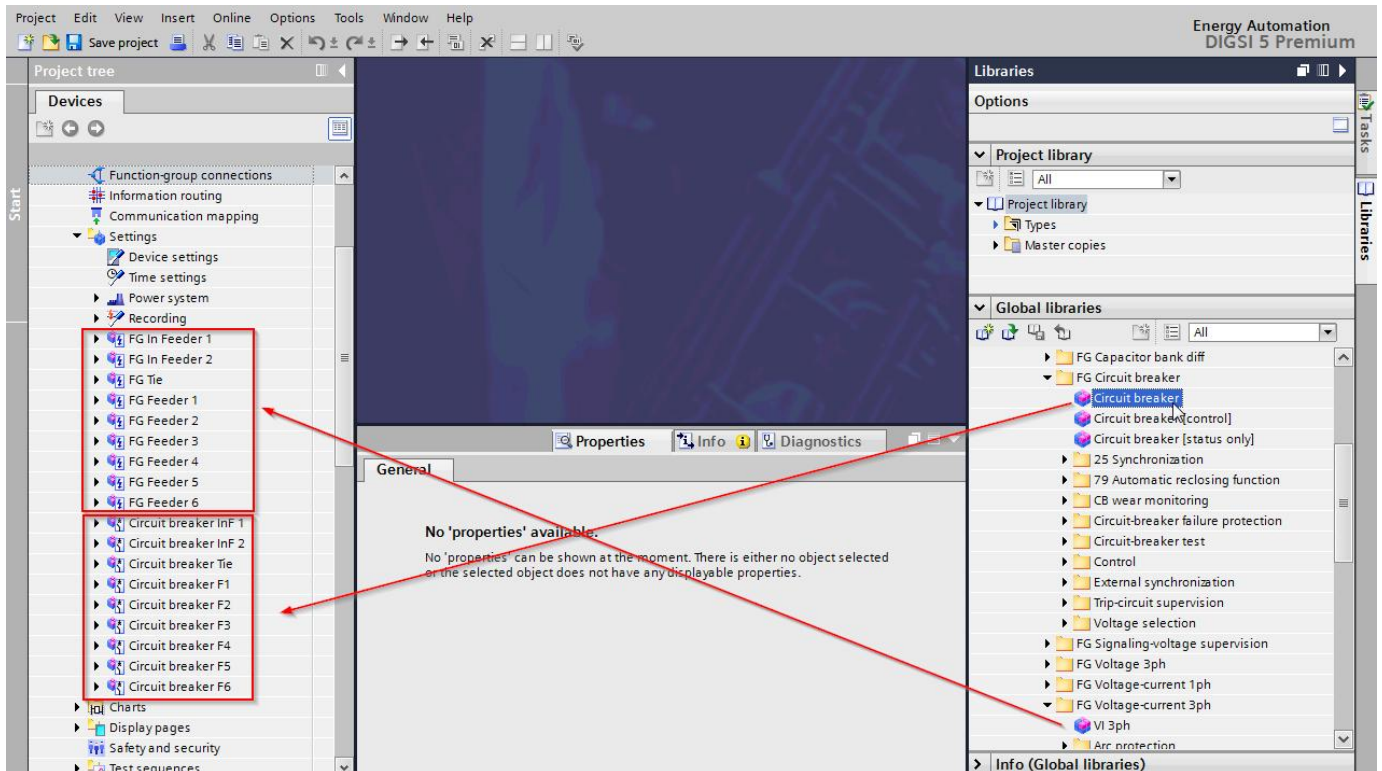 Project Edit View Insert Online Options Tools Window Help
Save project
Energy Automation
DIGSI 5 Premium
Start
Project tree
Devices
Function-group connections
Information routing
Communication mapping
Settings
Device settings
Time settings
Power system
Recording
FG In Feeder 1
FG In Feeder 2
FG Tie
FG Feeder 1
FG Feeder 2
FG Feeder 3
FG Feeder 4
FG Feeder 5
FG Feeder 6
Circuit breaker InF 1
Circuit breaker InF 2
Circuit breaker Tie
Circuit breaker F1
Circuit breaker F2
Circuit breaker F3
Circuit breaker F4
Circuit breaker F5
Circuit breaker F6
Charts
Display pages
Safety and security
Test sequences
Properties Info Diagnostics
General
No 'properties' available.
No 'properties' can be shown at the moment. There is either no object selected
or the selected object does not have any displayable properties.
Libraries
Options
Project library
All
Project library
Types
Master copies
Global libraries
All
FG Capacitor bank diff
FG Circuit breaker
Circuit breaker
Circuit breaker [control]
Circuit breaker [status only]
25 Synchronization
79 Automatic reclosing function
CB wear monitoring
Circuit-breaker failure protection
Circuit-breaker test
Control
External synchronization
Trip-circuit supervision
Voltage selection
FG Signaling-voltage supervision
FG Voltage 3ph
FG Voltage-current 1ph
FG Voltage-current 3ph
VI 3ph
Arc protection
Info (Global libraries)
Tasks
Libraries